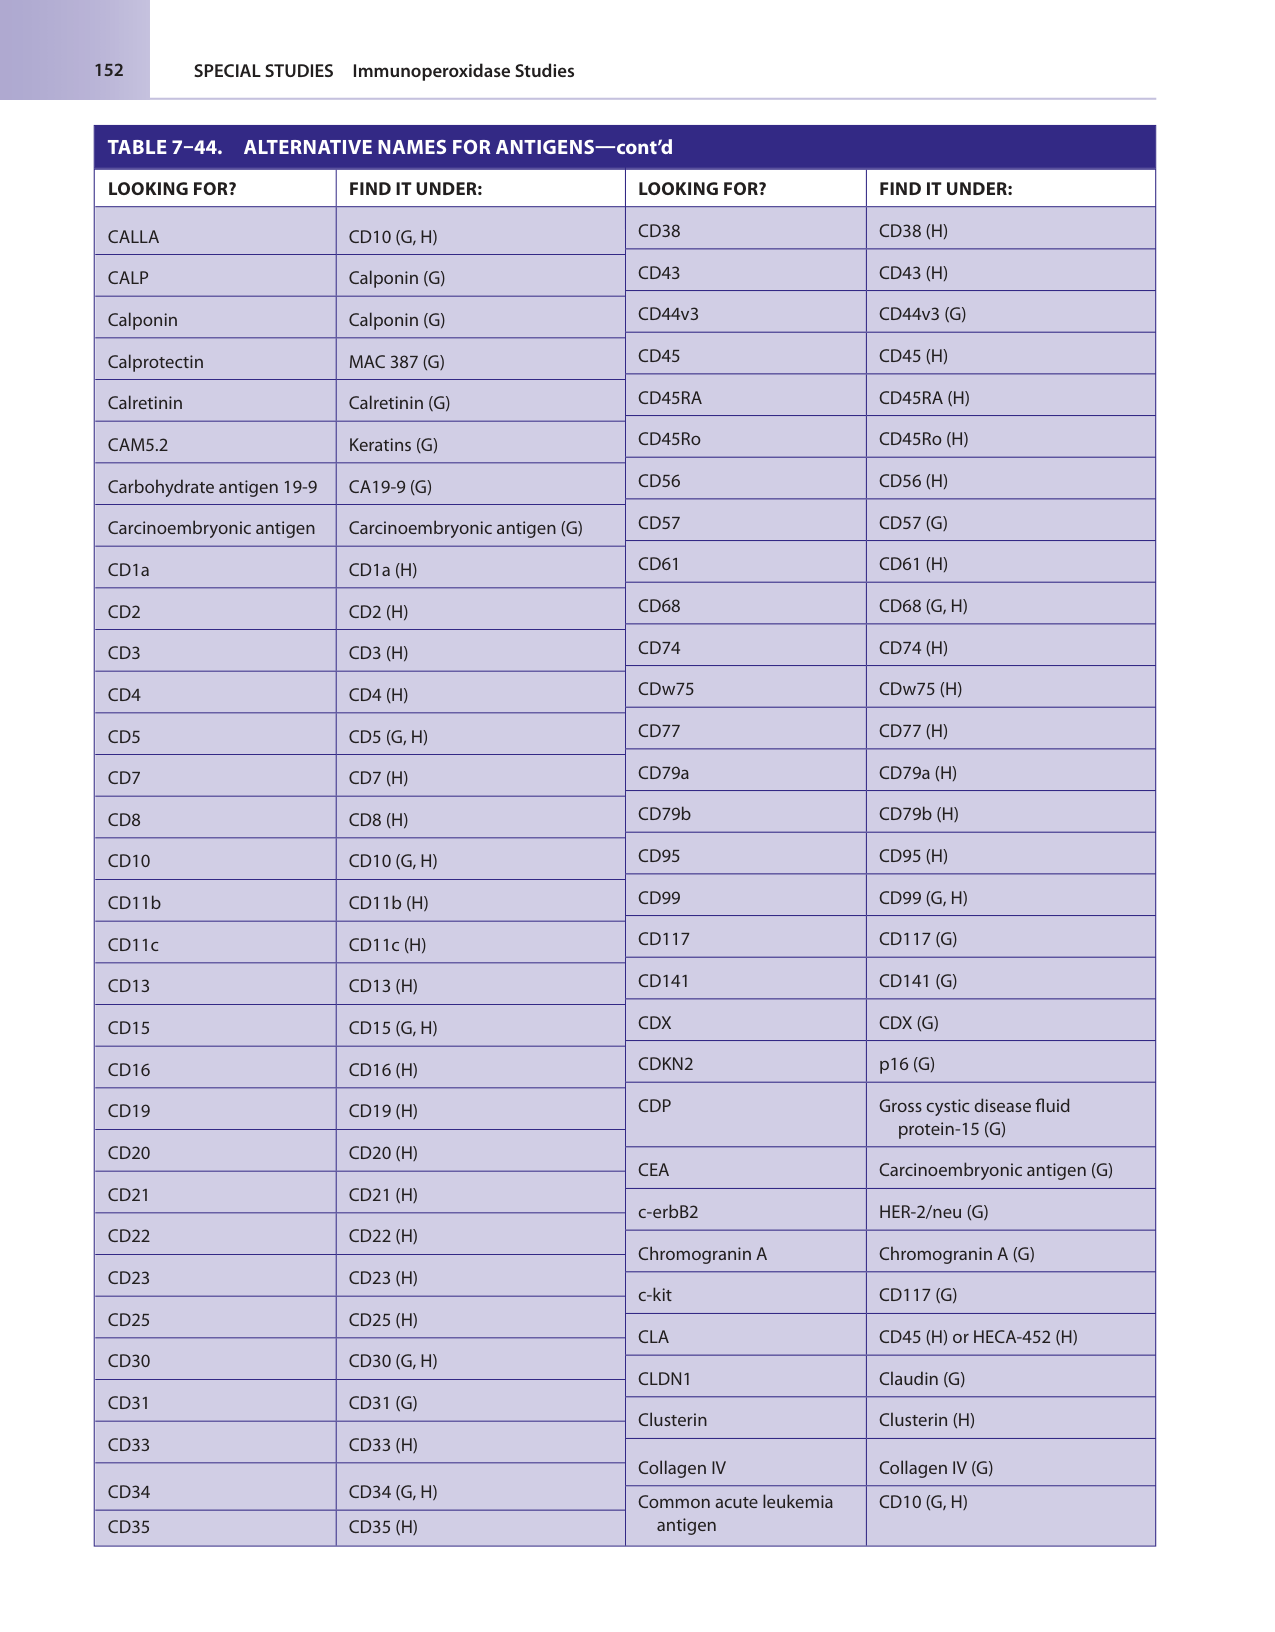 152
SPECIAL STUDIES Immunoperoxidase Studies
TABLE 7–44. ALTERNATIVE NAMES FOR ANTIGENS—cont’d
LOOKING FOR? FIND IT UNDER:
CALLA CD10 (G, H)
CALP Calponin (G)
Calponin Calponin (G)
Calprotectin MAC 387 (G)
Calretinin Calretinin (G)
CAM5.2 Keratins (G)
Carbohydrate antigen 19-9 CA19-9 (G)
Carcinoembryonic antigen Carcinoembryonic antigen (G)
CD1a CD1a (H)
CD2 CD2 (H)
CD3 CD3 (H)
CD4 CD4 (H)
CD5 CD5 (G, H)
CD7 CD7 (H)
CD8 CD8 (H)
CD10 CD10 (G, H)
CD11b CD11b (H)
CD11c CD11c (H)
CD13 CD13 (H)
CD15 CD15 (G, H)
CD16 CD16 (H)
CD19 CD19 (H)
CD20 CD20 (H)
CD21 CD21 (H)
CD22 CD22 (H)
CD23 CD23 (H)
CD25 CD25 (H)
CD30 CD30 (G, H)
CD31 CD31 (G)
CD33 CD33 (H)
CD34 CD34 (G, H)
CD35 CD35 (H)
LOOKING FOR? FIND IT UNDER:
CD38 CD38 (H)
CD43 CD43 (H)
CD44v3 CD44v3 (G)
CD45 CD45 (H)
CD45RA CD45RA (H)
CD45Ro CD45Ro (H)
CD56 CD56 (H)
CD57 CD57 (G)
CD61 CD61 (H)
CD68 CD68 (G, H)
CD74 CD74 (H)
CDw75 CDw75 (H)
CD77 CD77 (H)
CD79a CD79a (H)
CD79b CD79b (H)
CD95 CD95 (H)
CD99 CD99 (G, H)
CD117 CD117 (G)
CD141 CD141 (G)
CDX CDX (G)
CDKN2 p16 (G)
CDP Gross cystic disease fluid
protein-15 (G)
CEA Carcinoembryonic antigen (G)
c-erbB2 HER-2/neu (G)
Chromogranin A Chromogranin A (G)
c-kit CD117 (G)
CLA CD45 (H) or HECA-452 (H)
CLDN1 Claudin (G)
Clusterin Clusterin (H)
Collagen IV Collagen IV (G)
Common acute leukemia CD10 (G, H)
antigen